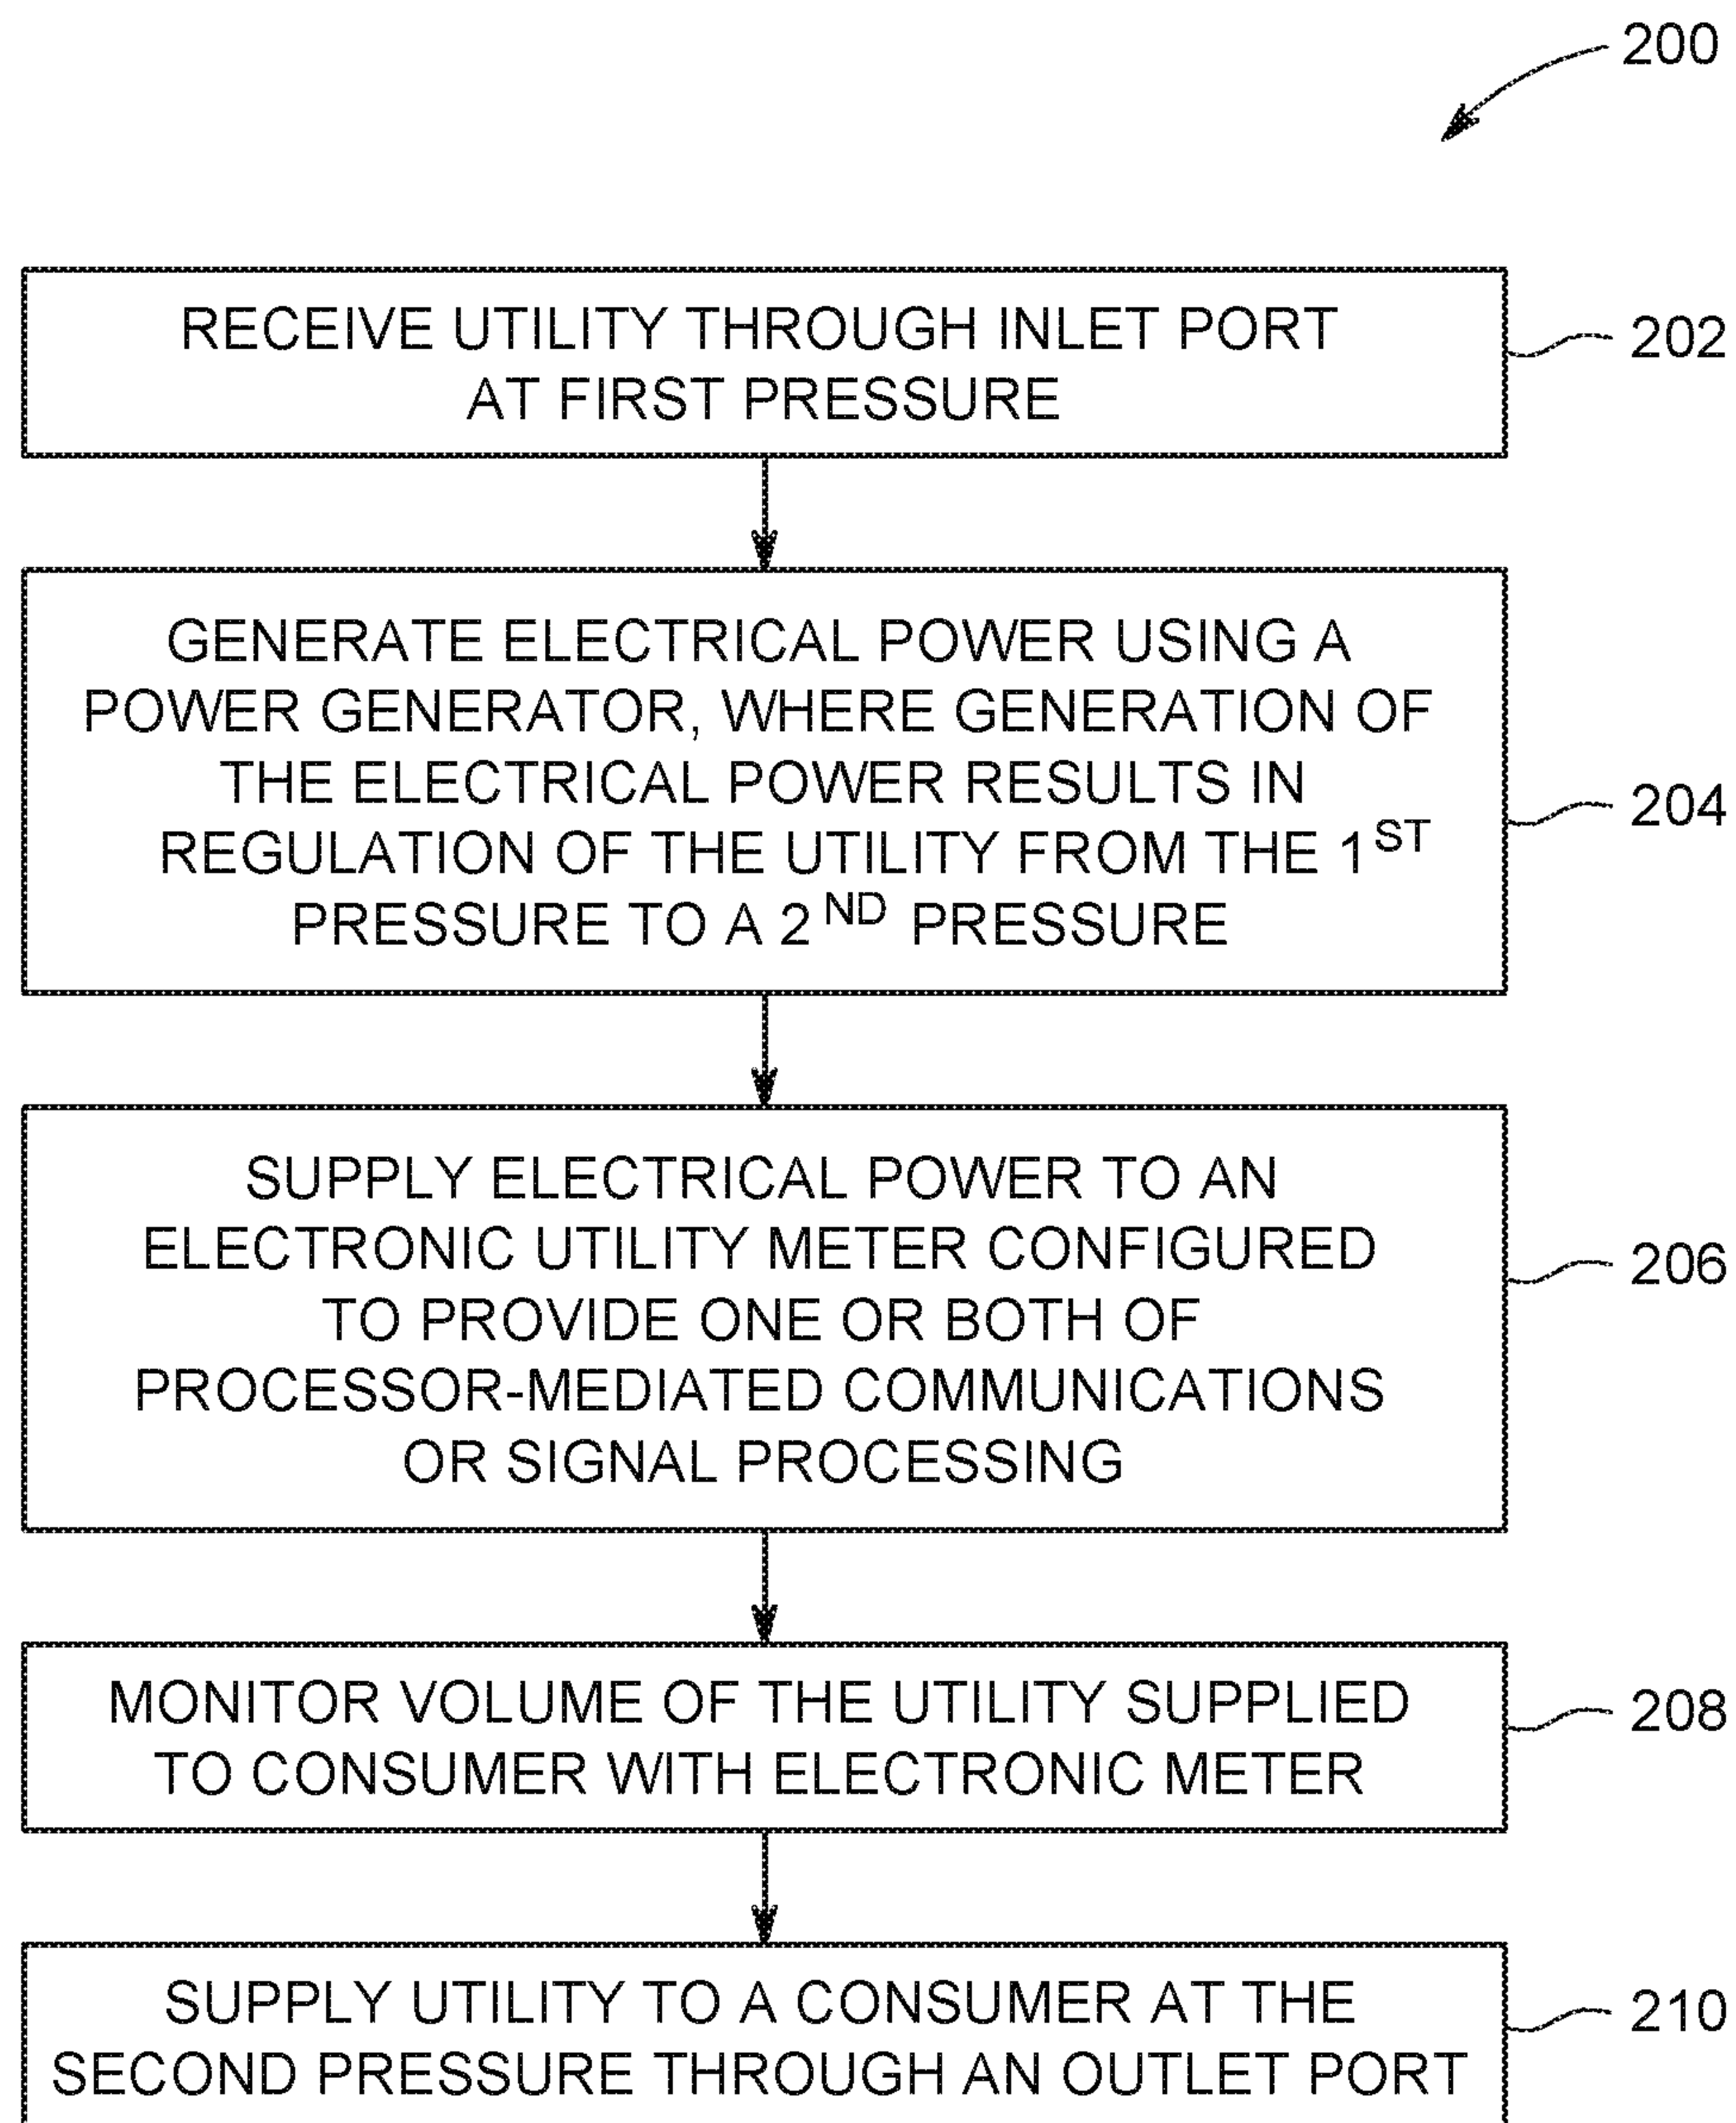 200
RECEIVE UTILITY THROUGH INLET PORT
AT FIRST PRESSURE
202
GENERATE ELECTRICAL POWER USING A
POWER GENERATOR, WHERE GENERATION OF
THE ELECTRICAL POWER RESULTS IN
REGULATION OF THE UTILITY FROM THE 1ST
PRESSURE TO A 2ND PRESSURE
204
SUPPLY ELECTRICAL POWER TO AN
ELECTRONIC UTILITY METER CONFIGURED
TO PROVIDE ONE OR BOTH OF
PROCESSOR-MEDIATED COMMUNICATIONS
OR SIGNAL PROCESSING
206
MONITOR VOLUME OF THE UTILITY SUPPLIED
TO CONSUMER WITH ELECTRONIC METER
208
SUPPLY UTILITY TO A CONSUMER AT THE
SECOND PRESSURE THROUGH AN OUTLET PORT
210